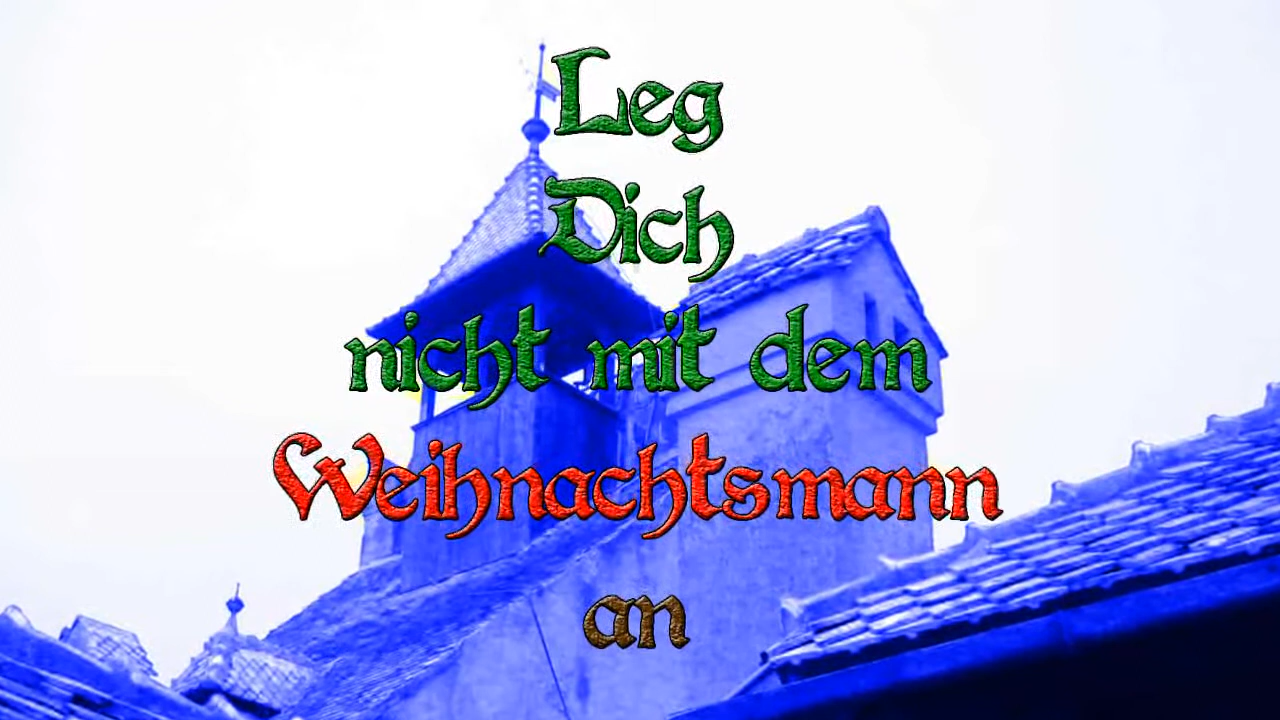 Leg
Dich
nicht mit dem
Weihnachtsmann
an